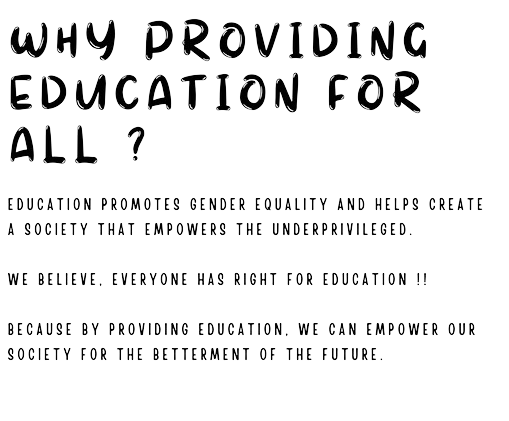 WHY PROVIDING
EDUCATION FOR
ALL ?
EDUCATION PROMOTES GENDER EQUALITY AND HELPS CREATE
A SOCIETY THAT EMPOWERS THE UNDERPRIVILEGED.
WE BELIEVE, EVERYONE HAS RIGHT FOR EDUCATION !!
BECAUSE BY PROVIDING EDUCATION, WE CAN EMPOWER OUR
SOCIETY FOR THE BETTERMENT OF THE FUTURE.